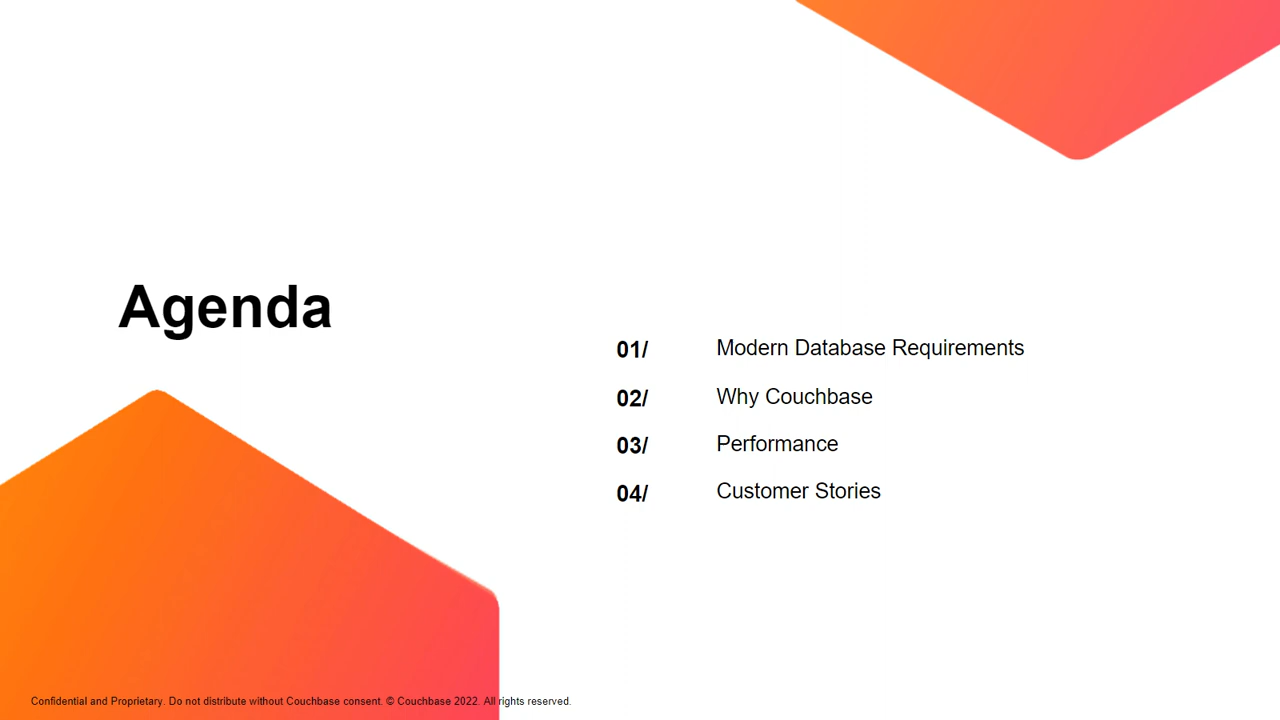 Agenda
01/ Modern Database Requirements
02/ Why Couchbase
03/ Performance
04/ Customer Stories
Confidential and Proprietary. Do not distribute without Couchbase consent. © Couchbase 2022. All rights reserved.